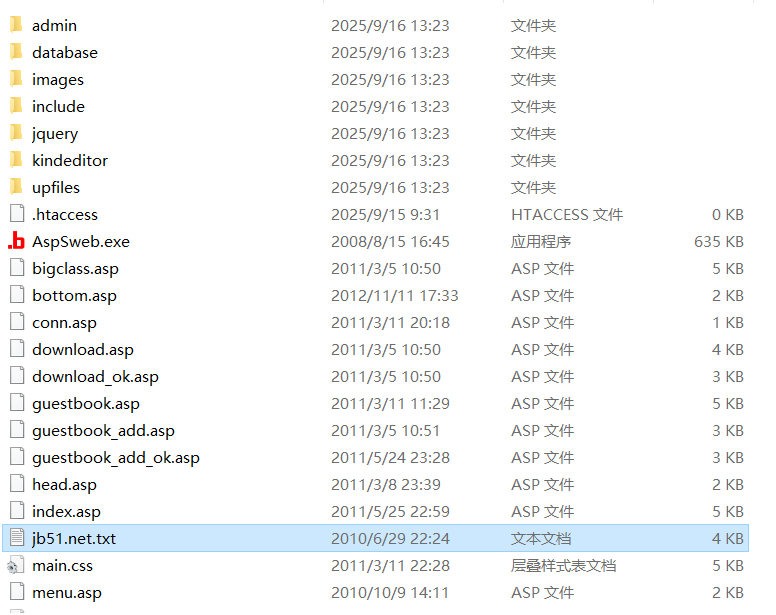 admin 2025/9/16 13:23 文件夹
database 2025/9/16 13:23 文件夹
images 2025/9/16 13:23 文件夹
include 2025/9/16 13:23 文件夹
jquery 2025/9/16 13:23 文件夹
kindeditor 2025/9/16 13:23 文件夹
upfiles 2025/9/16 13:23 文件夹
.htaccess 2025/9/15 9:31 HTACCESS 文件 0 KB
AspSweb.exe 2008/8/15 16:45 应用程序 635 KB
bigclass.asp 2011/3/5 10:50 ASP 文件 5 KB
bottom.asp 2012/11/11 17:33 ASP 文件 2 KB
conn.asp 2011/3/11 20:18 ASP 文件 1 KB
download.asp 2011/3/5 10:50 ASP 文件 4 KB
download_ok.asp 2011/3/5 10:50 ASP 文件 3 KB
guestbook.asp 2011/3/11 11:29 ASP 文件 5 KB
guestbook_add.asp 2011/3/5 10:51 ASP 文件 3 KB
guestbook_add_ok.asp 2011/5/24 23:28 ASP 文件 3 KB
head.asp 2011/3/8 23:39 ASP 文件 2 KB
index.asp 2011/5/25 22:59 ASP 文件 5 KB
jb51.net.txt 2010/6/29 22:24 文本文档 4 KB
main.css 2011/3/11 22:28 层叠样式表文档 5 KB
menu.asp 2010/10/9 14:11 ASP 文件 2 KB